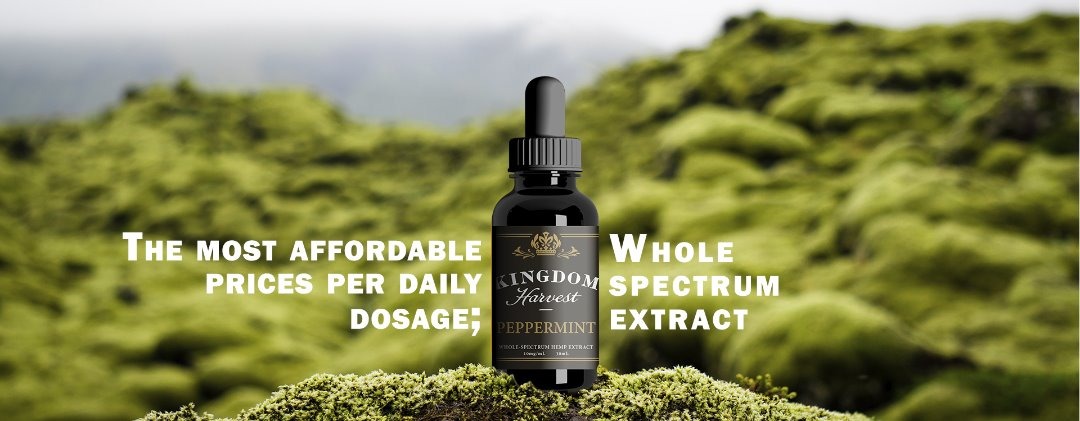 The most affordable
prices per daily
dosage;
Whole
spectrum
extract
KINGDOM
Harvest
PEPPERMINT
WHOLE-SPECTRUM HEMP EXTRACT